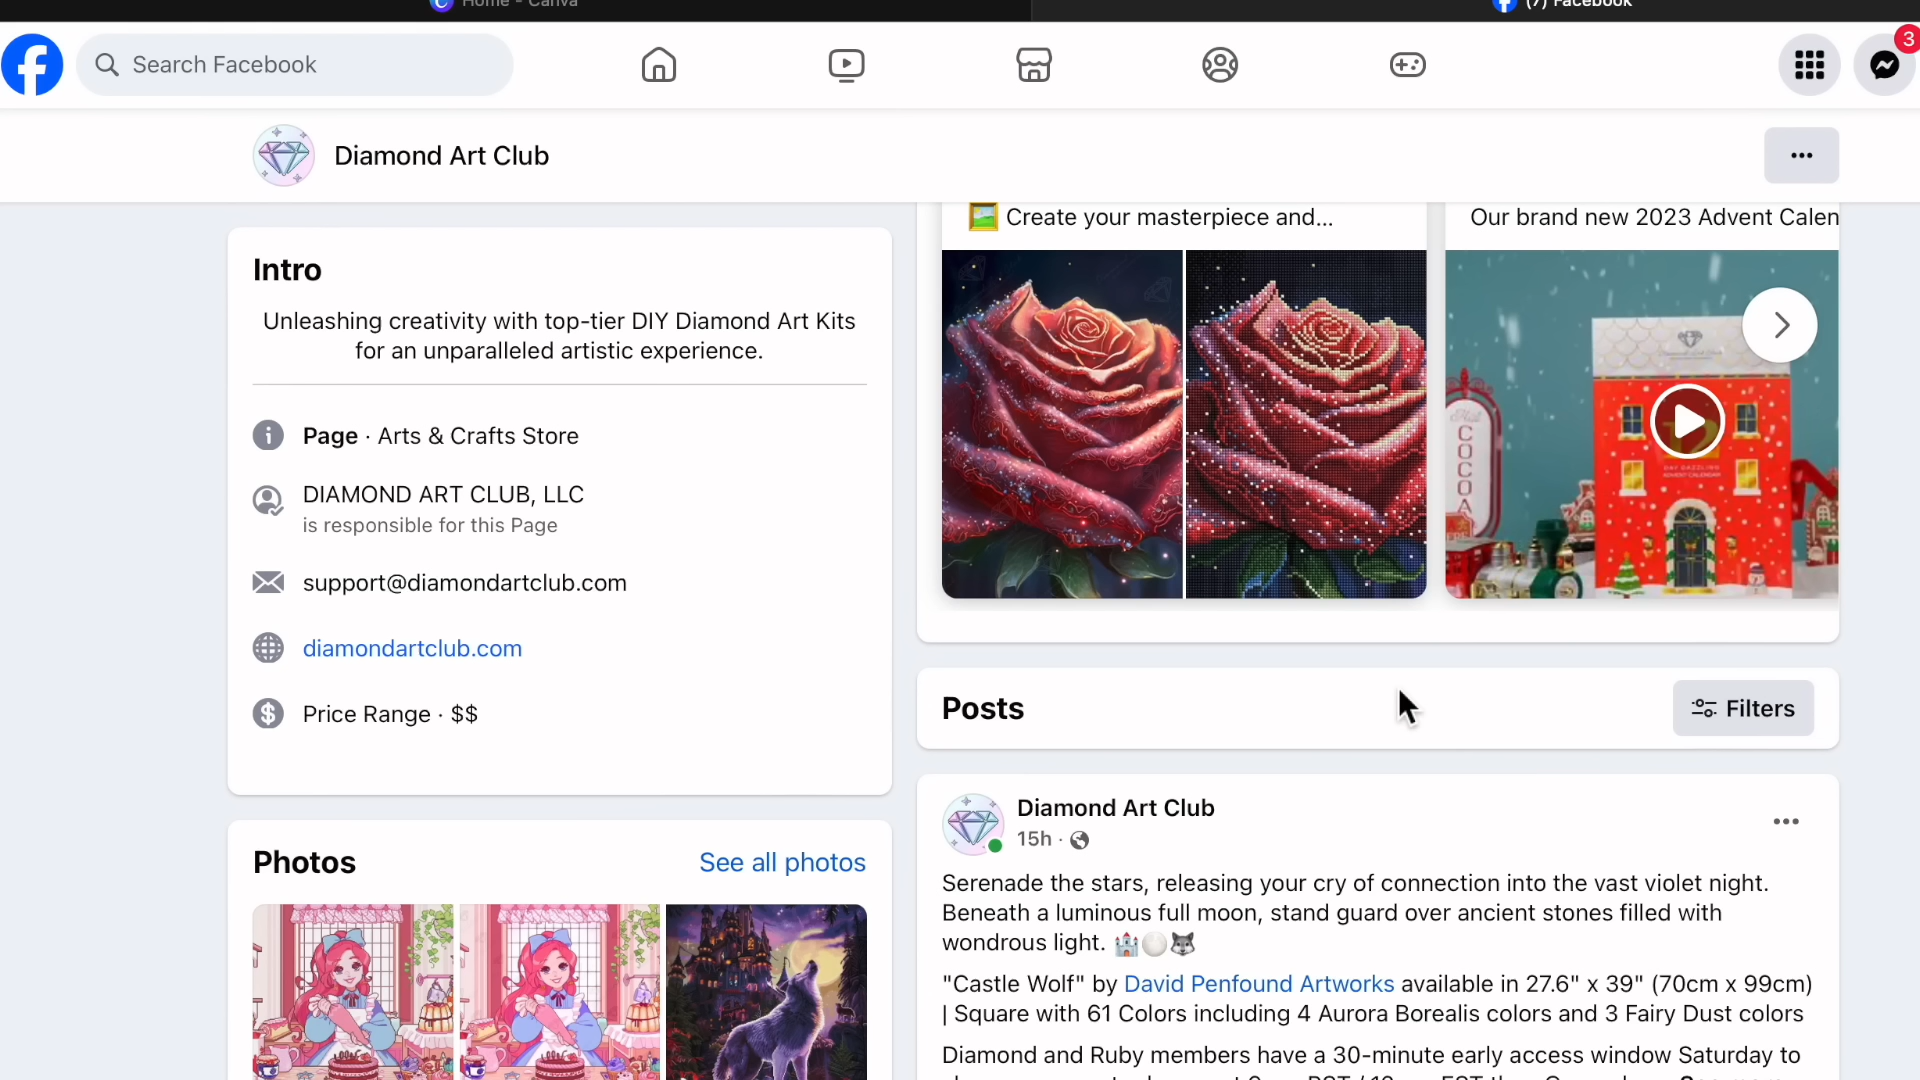 Home - Canva
(7) Facebook
Search Facebook
3
Diamond Art Club
Create your masterpiece and...
Our brand new 2023 Advent Calen
Intro
Unleashing creativity with top-tier DIY Diamond Art Kits
for an unparalleled artistic experience.
Page · Arts & Crafts Store
DIAMOND ART CLUB, LLC
is responsible for this Page
support@diamondartclub.com
diamondartclub.com
Price Range · $$
COCOA
Posts
Filters
Photos
See all photos
Diamond Art Club
15h ·
Serenade the stars, releasing your cry of connection into the vast violet night.
Beneath a luminous full moon, stand guard over ancient stones filled with
wondrous light. 🏰🌕🐺
"Castle Wolf" by David Penfound Artworks available in 27.6" x 39" (70cm x 99cm)
| Square with 61 Colors including 4 Aurora Borealis colors and 3 Fairy Dust colors
Diamond and Ruby members have a 30-minute early access window Saturday to